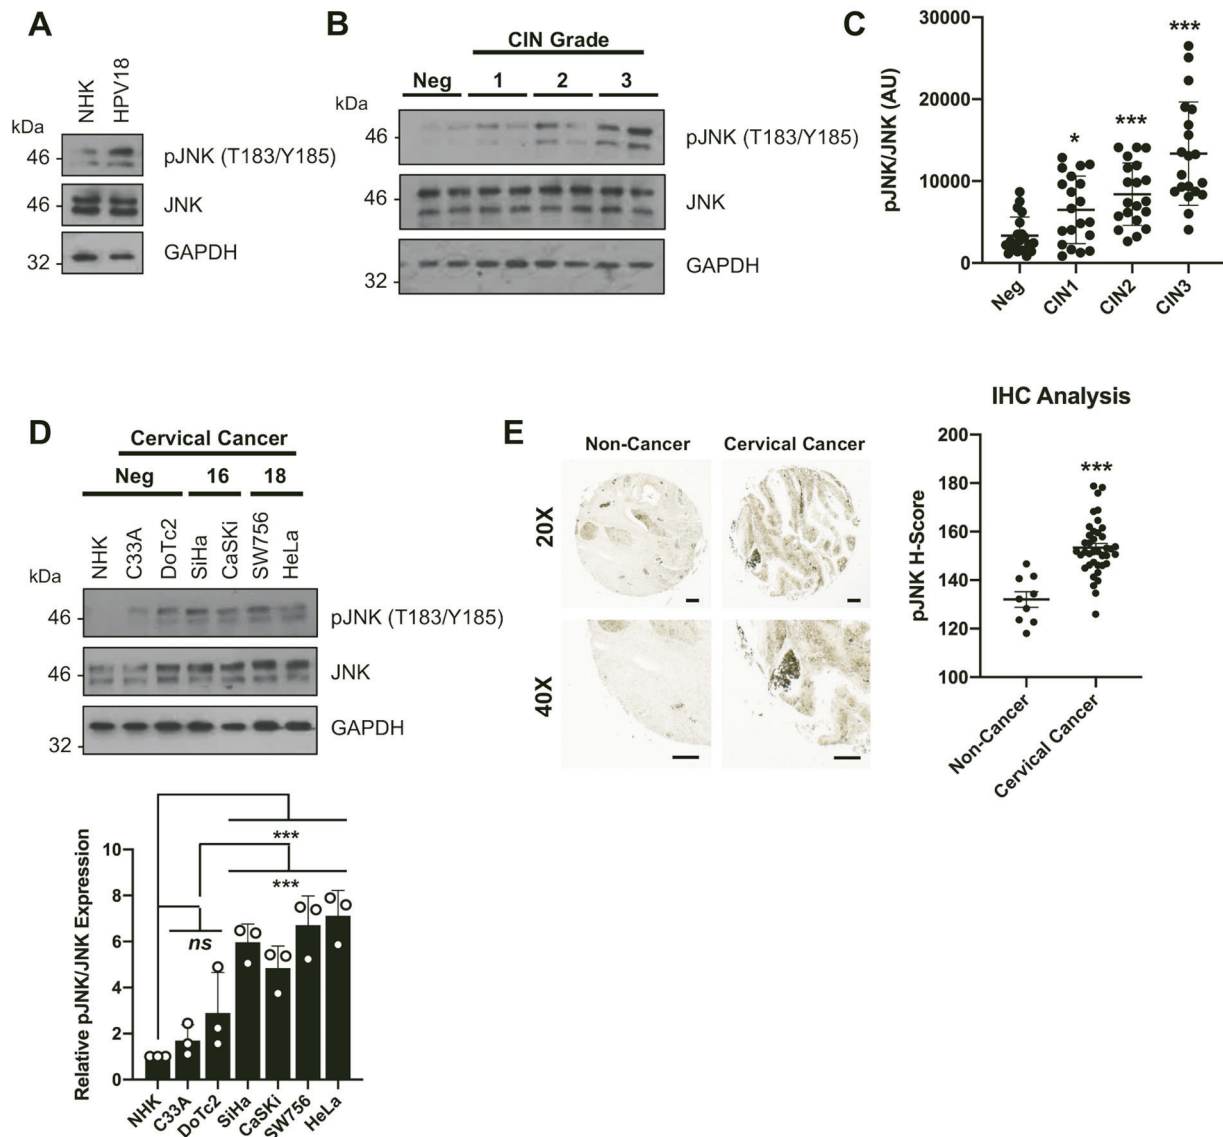 A
NHK
HPV18
kDa
46
pJNK (T183/Y185)
46
JNK
32
GAPDH
B
CIN Grade
Neg 1 2 3
kDa
46
pJNK (T183/Y185)
46
JNK
32
GAPDH
C
pJNK/JNK (AU)
30000
20000
10000
0
* *** ***
Neg CIN1 CIN2 CIN3
D
Cervical Cancer
Neg 16 18
NHK C33A DoTc2 SiHa CaSKi SW756 HeLa
kDa
46
pJNK (T183/Y185)
46
JNK
32
GAPDH
Relative pJNK/JNK Expression
10
8
6
4
2
0
***
***
ns
NHK C33A DoTc2 SiHa CaSKi SW756 HeLa
E
Non-Cancer Cervical Cancer
20X
40X
IHC Analysis
pJNK H-Score
180
160
140
120
100
200
***
Non-Cancer Cervical Cancer